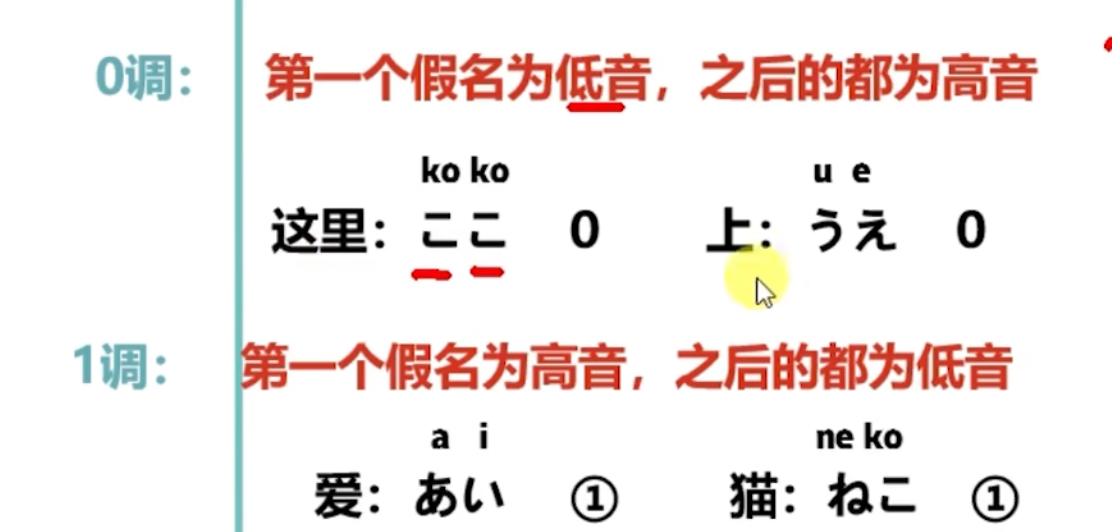 0调： 第一个假名为低音，之后的都为高音
ko ko u e
这里：ここ 0 上：うえ 0
1调： 第一个假名为高音，之后的都为低音
a i ne ko
爱：あい ① 猫：ねこ ①